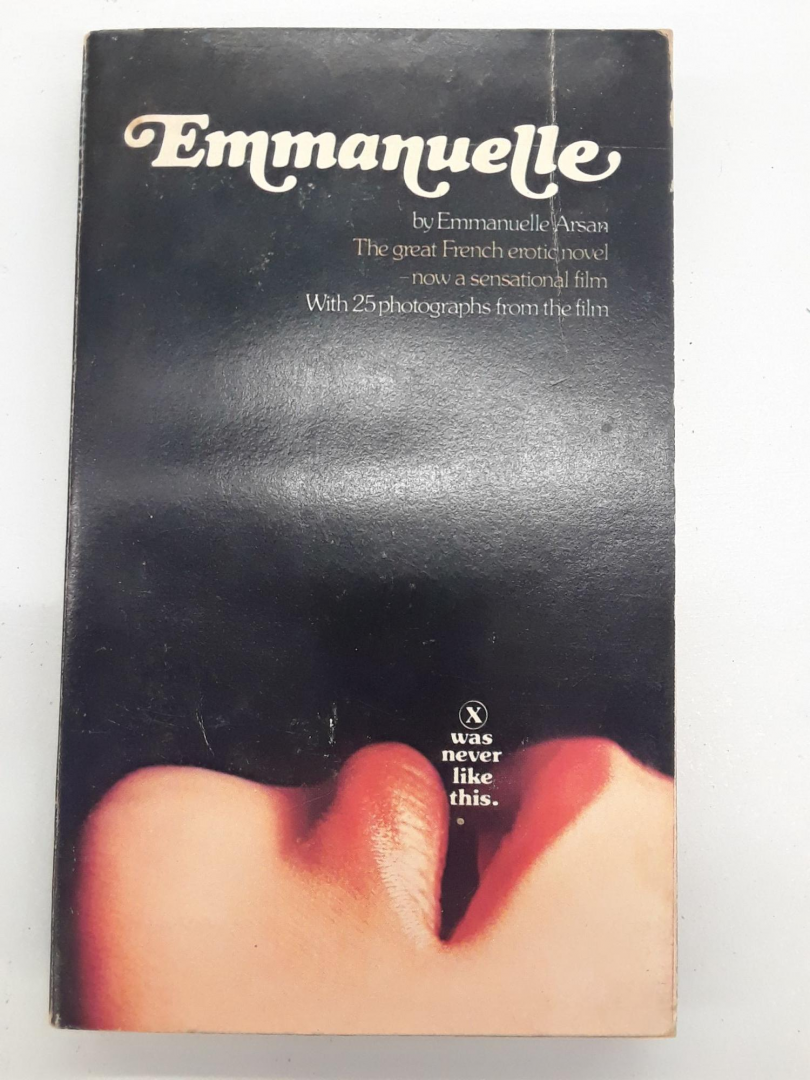 Emmanuelle
by Emmanuelle Arsan
The great French erotic novel
–now a sensational film
With 25 photographs from the film
X
was
never
like
this.